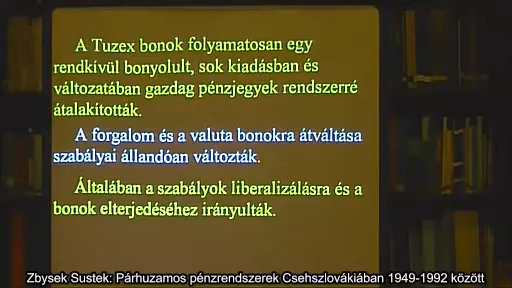 A Tuzex bonok folyamatosan egy
rendkívül bonyolult, sok kiadásban és
változatában gazdag pénzjegyek rendszerré
átalakították.
A forgalom és a valuta bonokra átváltása
szabályai állandóan változták.
Általában a szabályok liberalizálásra és a
bonok elterjedéséhez irányulták.
Zbysek Sustek: Párhuzamos pénzrendszerek Csehszlovákiában 1949-1992 között